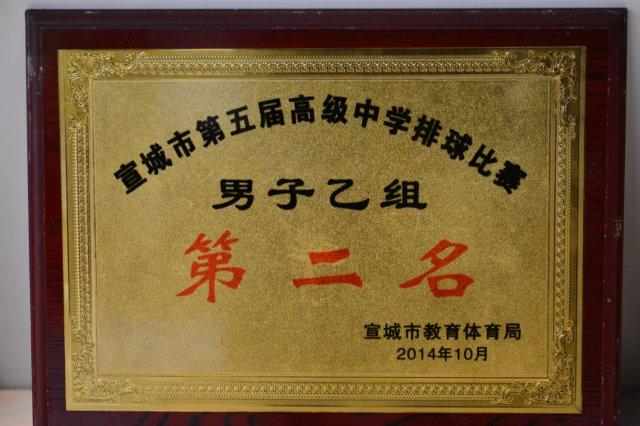 宣城市第五届高级中学排球比赛
男子乙组
第二名
宣城市教育体育局
2014年10月